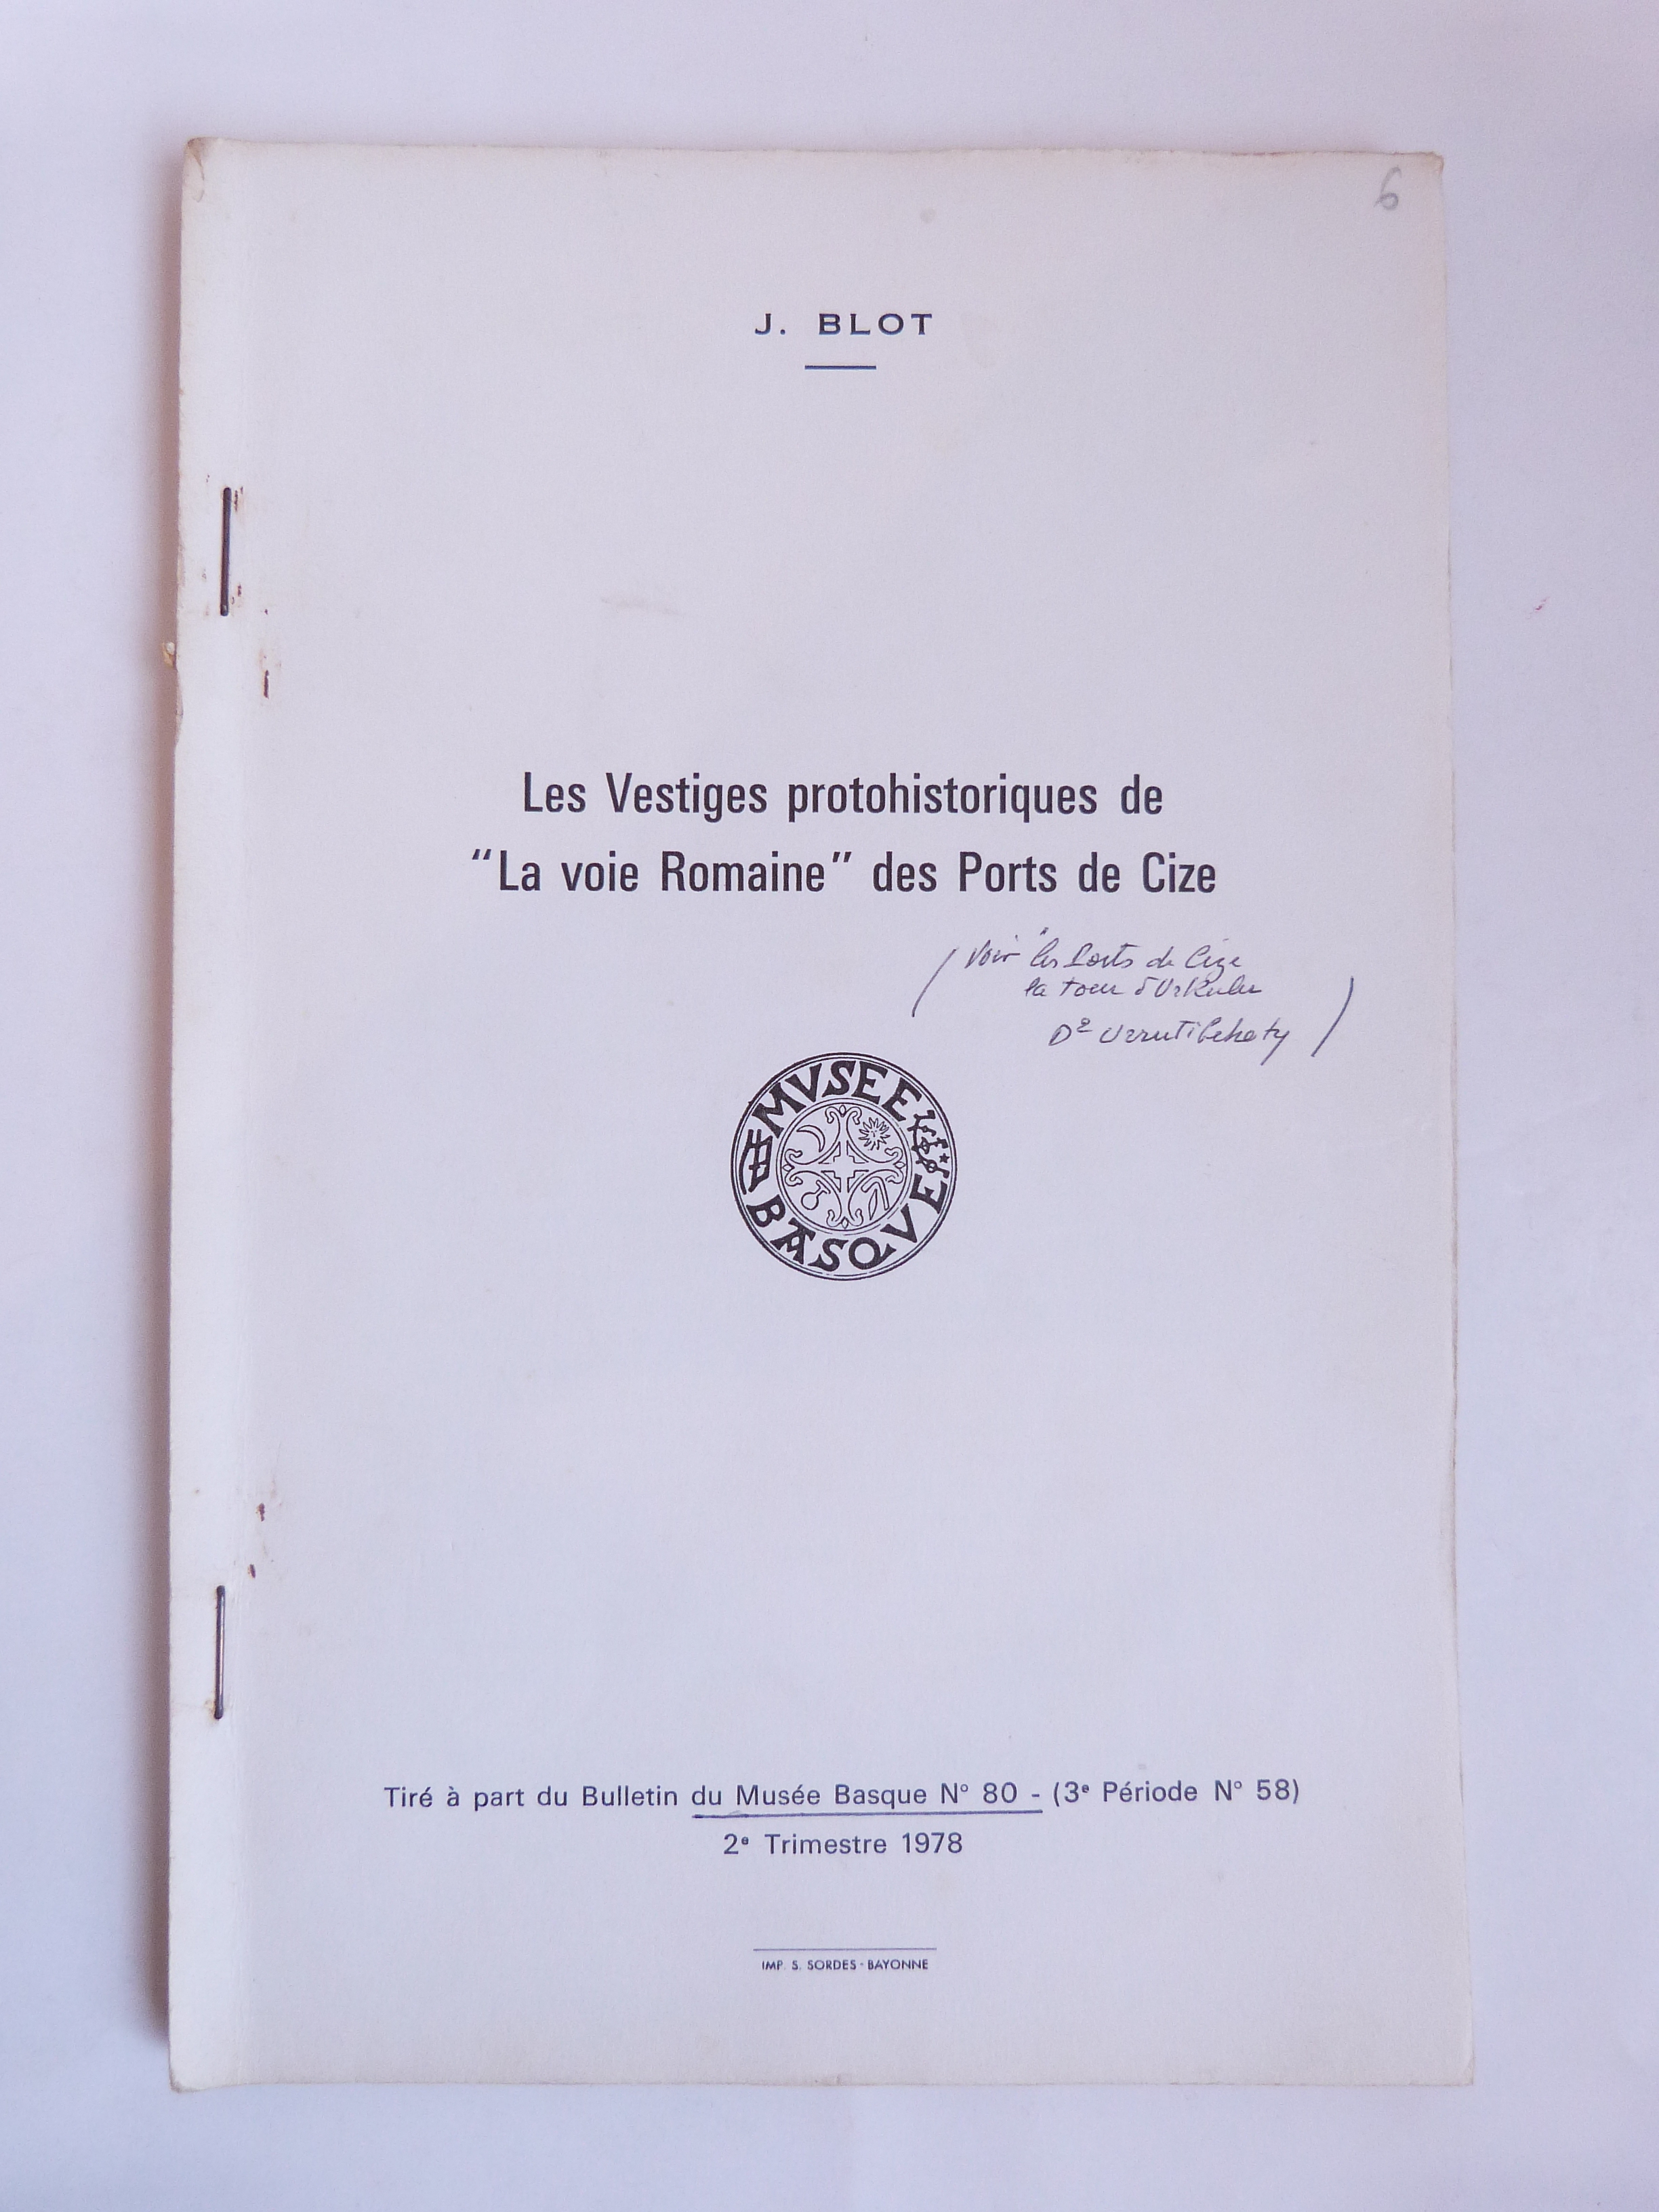 6
J. BLOT
Les Vestiges protohistoriques de
“La voie Romaine” des Ports de Cize
(Voir "les Ports de Cize
la tour d'Urkulu
Dr Urrutibehety)
MVSEE
BASQVE
Tiré à part du Bulletin du Musée Basque N° 80 - (3e Période N° 58)
2e Trimestre 1978
IMP. S. SORDES - BAYONNE